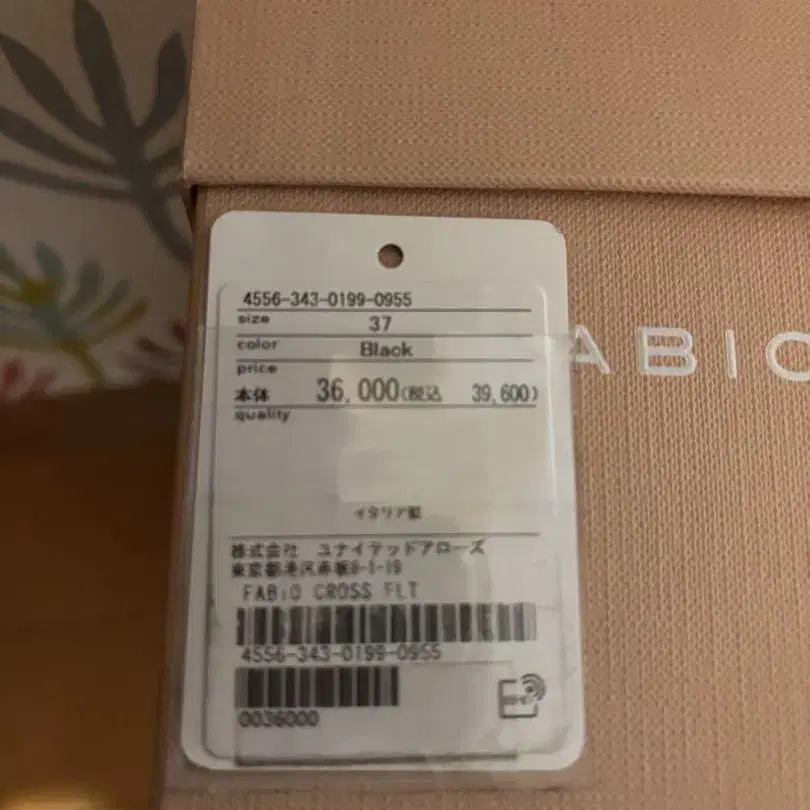 4556-343-0199-0955
size 37
color Black
price
本体 36,000(税込 39,600)
quality
イタリア製
株式会社 ユナイテッドアローズ
東京都港区赤坂8-1-19
FABiO CROSS FLT
4556-343-0199-0955
0036000
ABIO